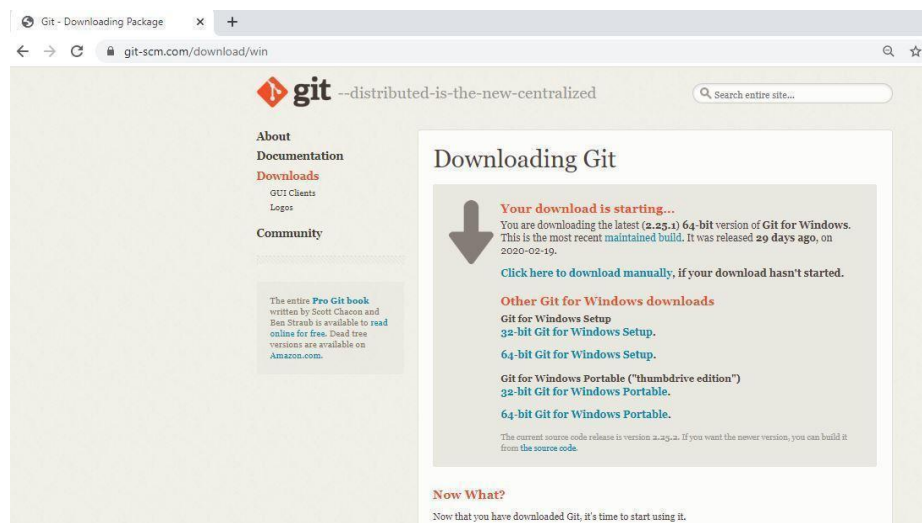 Git - Downloading Package
git-scm.com/download/win
git --distributed-is-the-new-centralized
Search entire site...
About
Documentation
Downloads
GUI Clients
Logos
Community
The entire Pro Git book
written by Scott Chacon and
Ben Straub is available to read
online for free. Dead tree
versions are available on
Amazon.com.
Downloading Git
Your download is starting...
You are downloading the latest (2.25.1) 64-bit version of Git for Windows.
This is the most recent maintained build. It was released 29 days ago, on
2020-02-19.
Click here to download manually, if your download hasn't started.
Other Git for Windows downloads
Git for Windows Setup
32-bit Git for Windows Setup.
64-bit Git for Windows Setup.
Git for Windows Portable ("thumbdrive edition")
32-bit Git for Windows Portable.
64-bit Git for Windows Portable.
The current source code release is version 2.25.2. If you want the newer version, you can build it
from the source code.
Now What?
Now that you have downloaded Git, it's time to start using it.